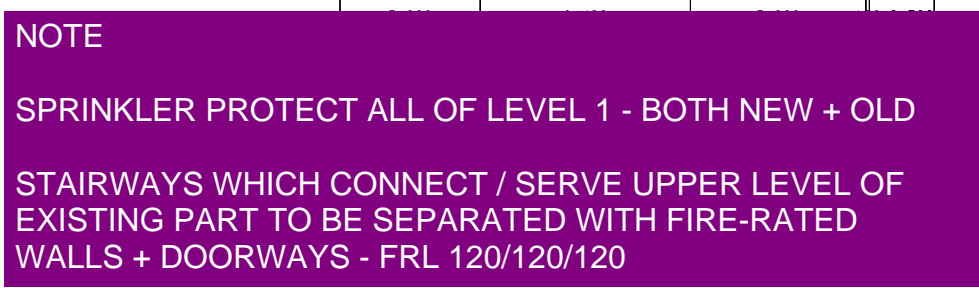 NOTE
SPRINKLER PROTECT ALL OF LEVEL 1 - BOTH NEW + OLD
STAIRWAYS WHICH CONNECT / SERVE UPPER LEVEL OF
EXISTING PART TO BE SEPARATED WITH FIRE-RATED
WALLS + DOORWAYS - FRL 120/120/120